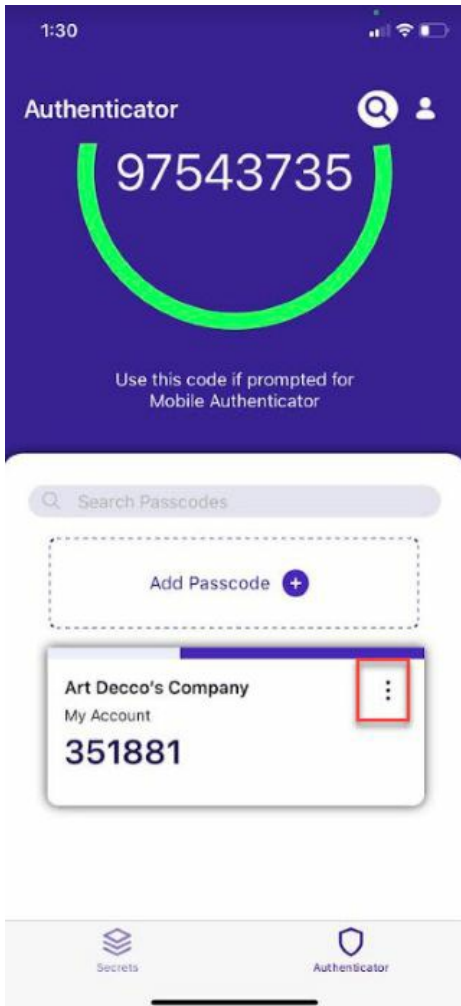 1:30
Authenticator
97543735
Use this code if prompted for
Mobile Authenticator
Search Passcodes
Add Passcode
Art Decco's Company
My Account
351881
Secrets
Authenticator